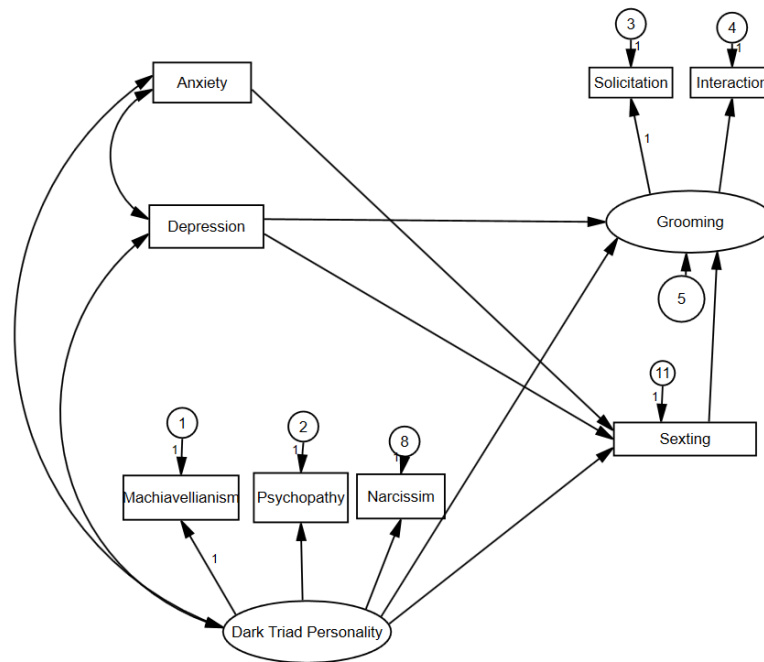 3
4
1
1
Anxiety
Solicitation
Interaction
1
Depression
Grooming
5
11
1
1
2
8
Sexting
1
1
1
Machiavellianism
Psychopathy
Narcissim
1
Dark Triad Personality